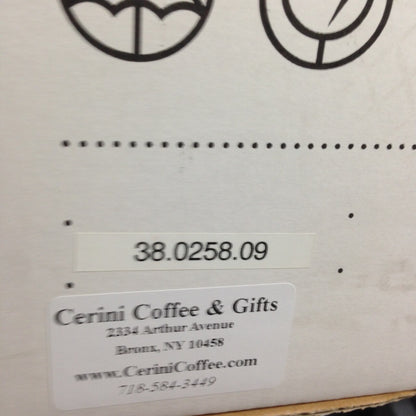 38.0258.09
Cerini Coffee & Gifts
2334 Arthur Avenue
Bronx, NY 10458
www.CeriniCoffee.com
718-584-3449